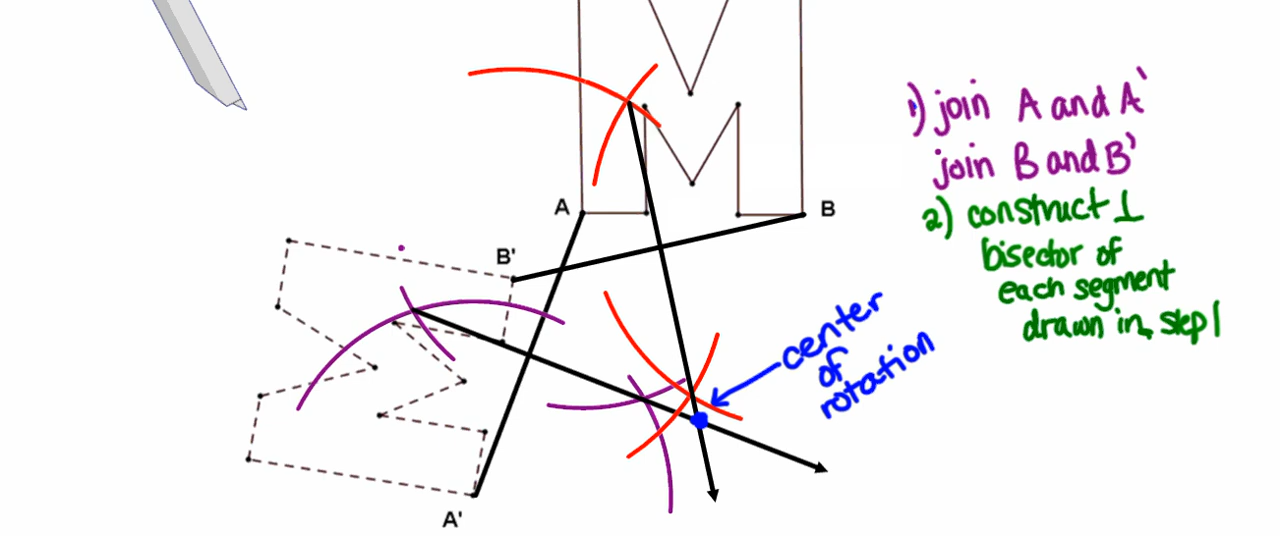 1) join A and A'
join B and B'
2) construct ⊥
bisector of
each segment
drawn in step 1
A
B
B'
center
of
rotation
A'